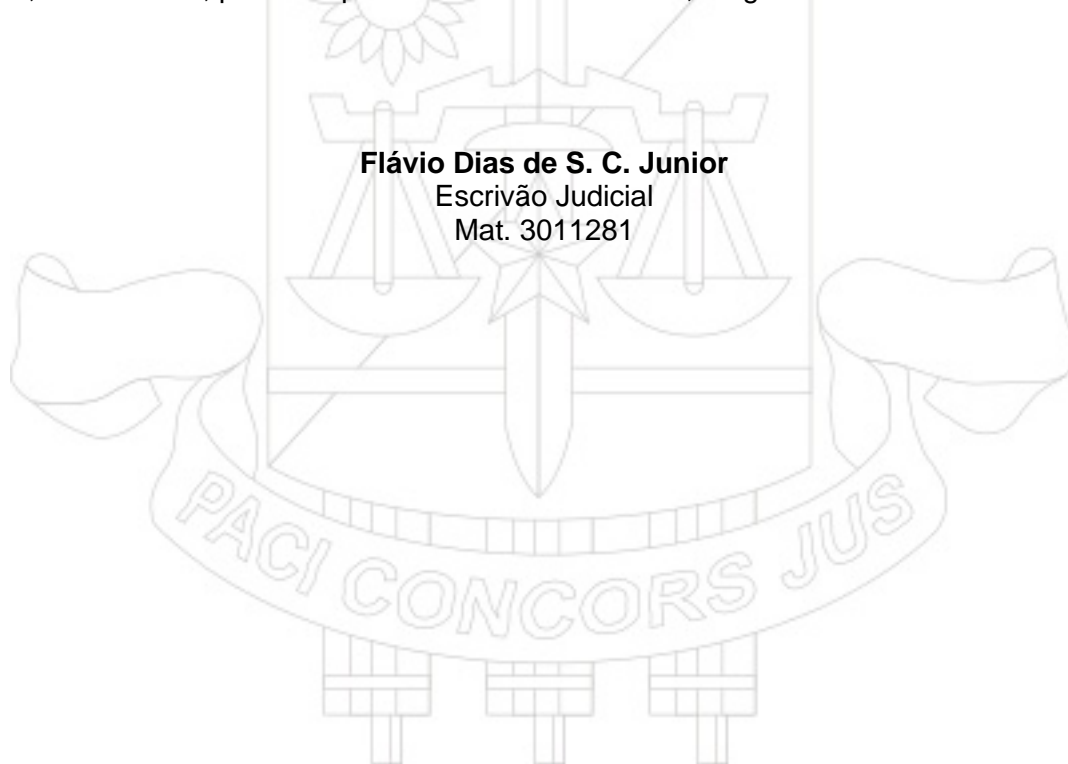 Flávio Dias de S. C. Junior
Escrivão Judicial
Mat. 3011281
PACI CONCORS JUS